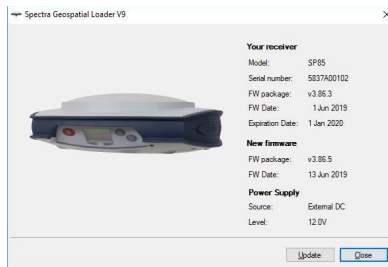 Spectra Geospatial Loader V9
Your receiver
Model: SP85
Serial number: 5837A00102
FW package: v3.86.3
FW Date: 1 Jun 2019
Expiration Date: 1 Jan 2020
New firmware
FW package: v3.86.5
FW Date: 13 Jun 2019
Power Supply
Source: External DC
Level: 12.0V
Update Close